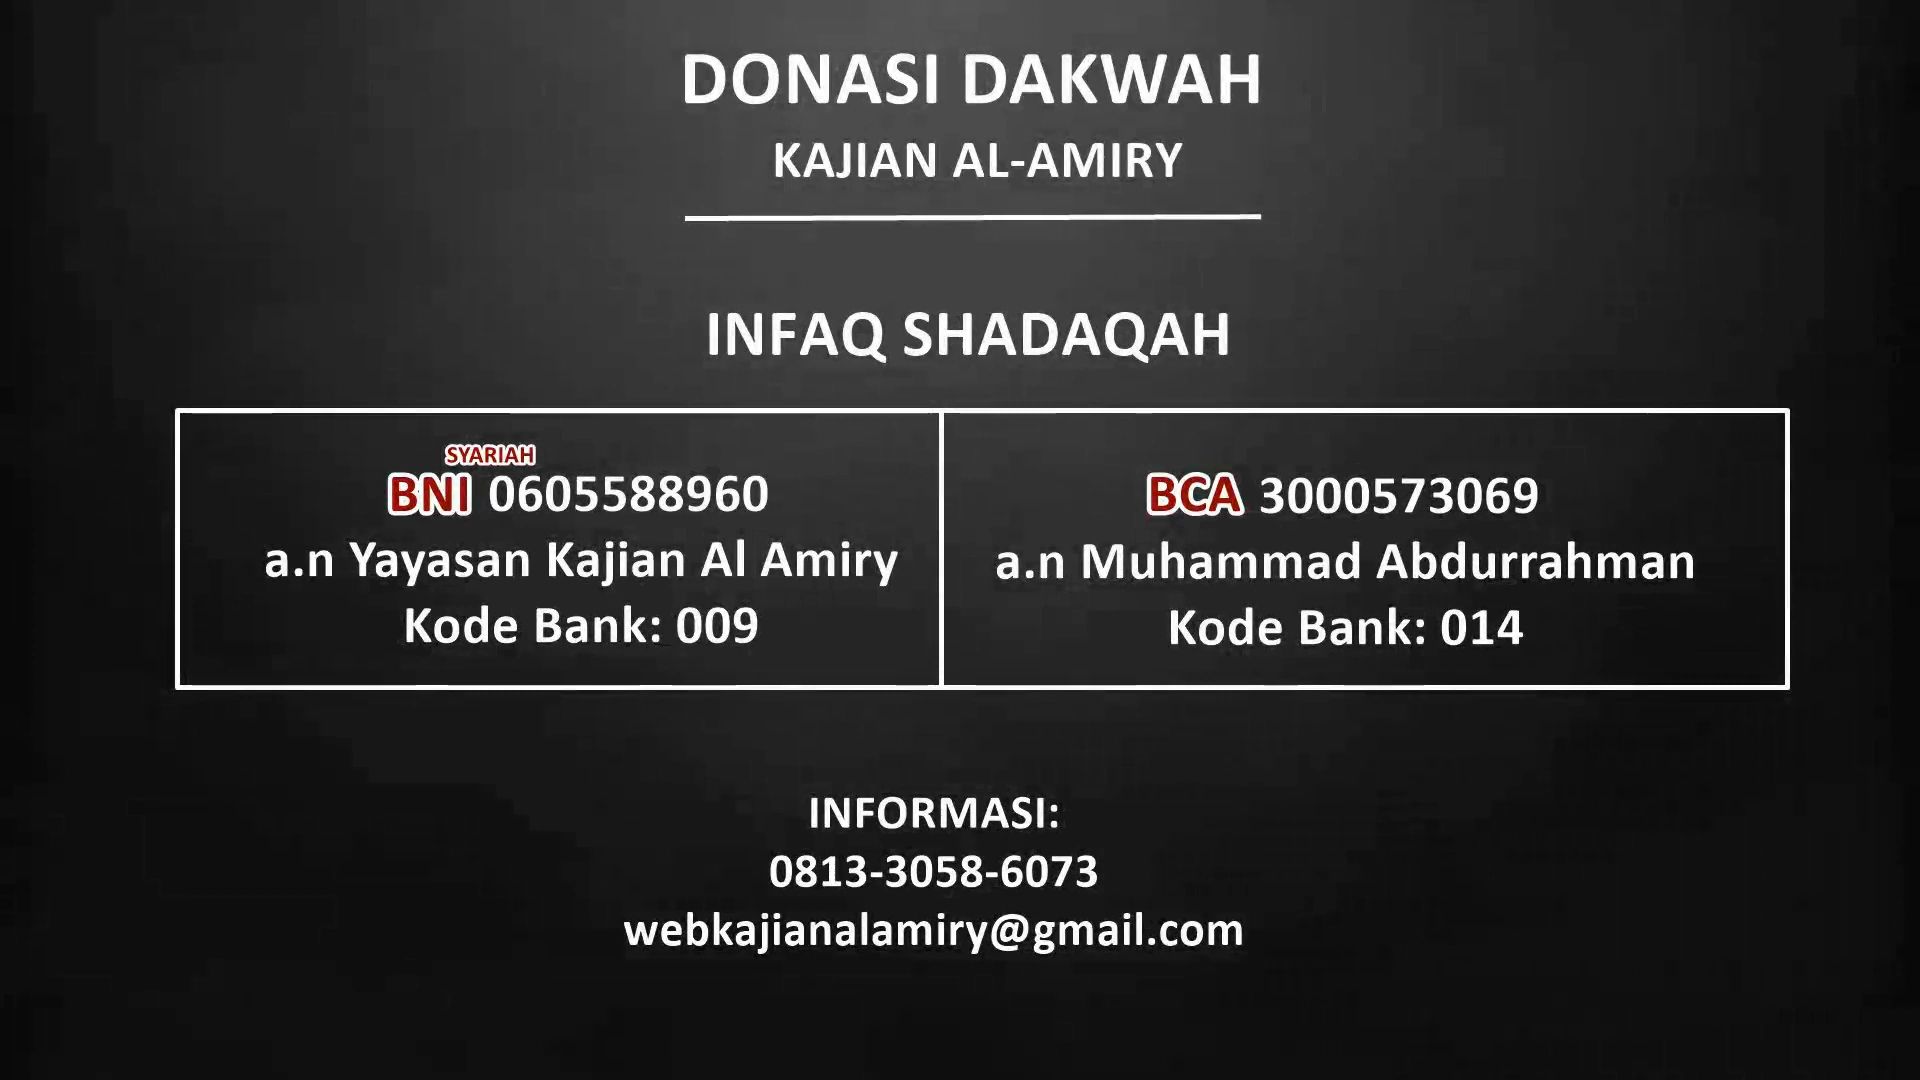 DONASI DAKWAH
KAJIAN AL-AMIRY
INFAQ SHADAQAH
SYARIAH
BNI 0605588960
a.n Yayasan Kajian Al Amiry
Kode Bank: 009
BCA 3000573069
a.n Muhammad Abdurrahman
Kode Bank: 014
INFORMASI:
0813-3058-6073
webkajianalamiry@gmail.com